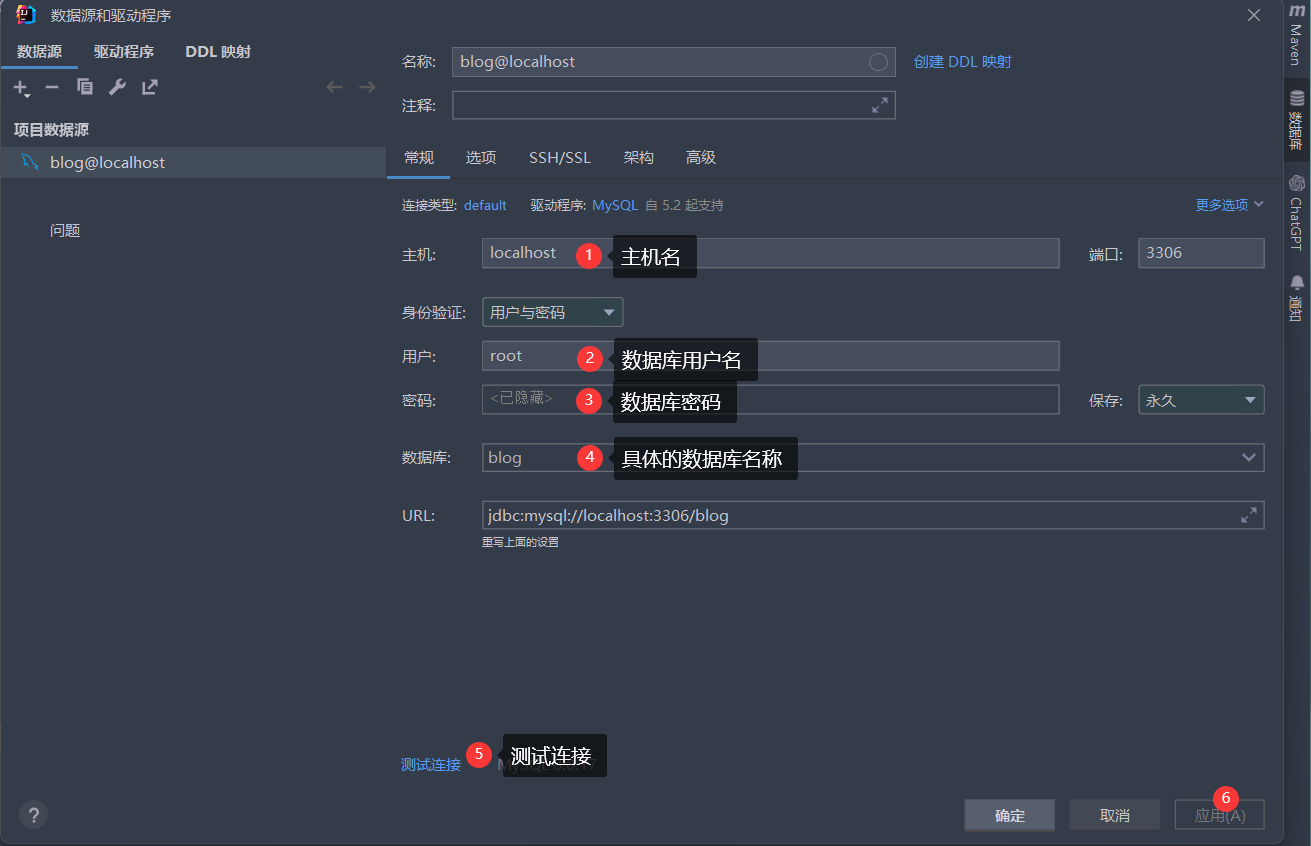 数据源和驱动程序
数据源 驱动程序 DDL 映射
项目数据源
blog@localhost
问题
名称: blog@localhost 创建 DDL 映射
注释:
常规 选项 SSH/SSL 架构 高级
连接类型: default 驱动程序: MySQL 自 5.2 起支持 更多选项
主机: localhost 1 主机名 端口: 3306
身份验证: 用户与密码
用户: root 2 数据库用户名
密码: <已隐藏> 3 数据库密码 保存: 永久
数据库: blog 4 具体的数据库名称
URL: jdbc:mysql://localhost:3306/blog
重写上面的设置
测试连接 5 测试连接
? 确定 取消 应用(A) 6
m Maven
数据库
ChatGPT
通知